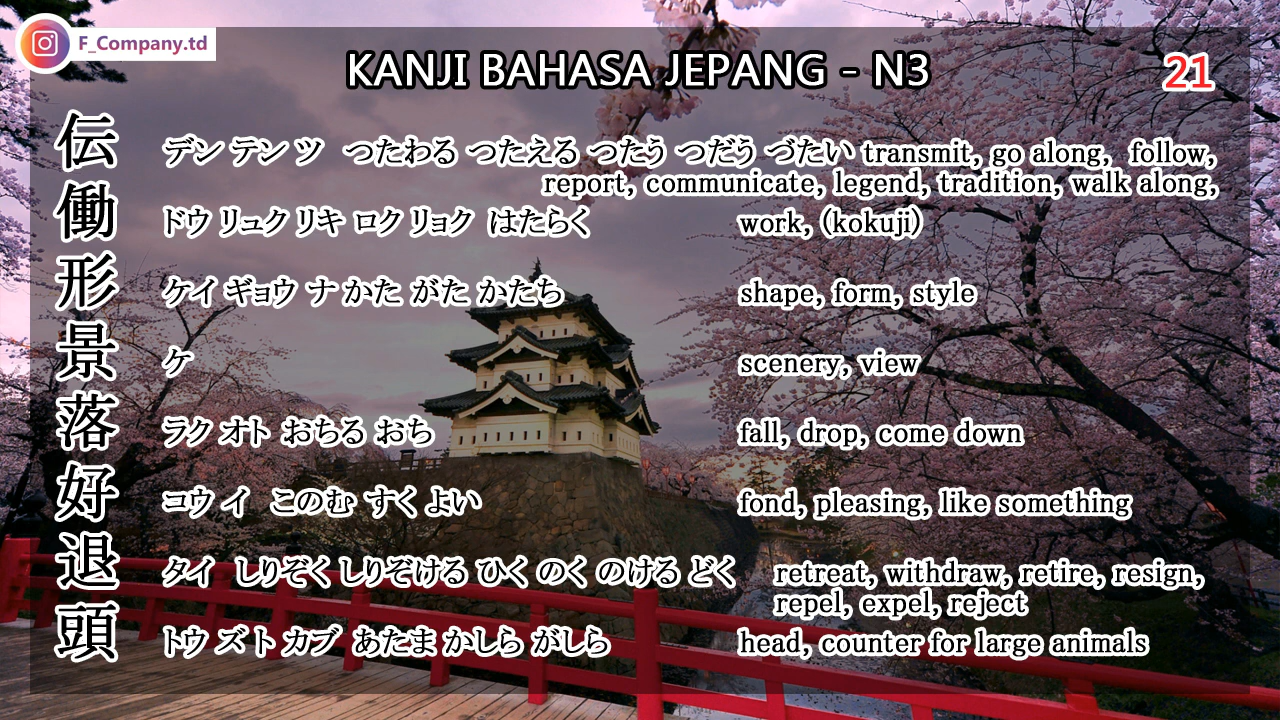 F_Company.td
KANJI BAHASA JEPANG - N3
21
伝 デン テン ツ つたわる つたえる つたう つだう づたい transmit, go along, follow,
report, communicate, legend, tradition, walk along,
働 ドウ リュク リキ ロク リョク はたらく work, (kokuji)
形 ケイ ギョウ ナ かた がた かたち shape, form, style
景 ケ scenery, view
落 ラク オト おちる おち fall, drop, come down
好 コウ イ このむ すく よい fond, pleasing, like something
退 タイ しりぞく しりぞける ひく のく のける どく retreat, withdraw, retire, resign,
repel, expel, reject
頭 トウ ズ ト カブ あたま かしら がしら head, counter for large animals